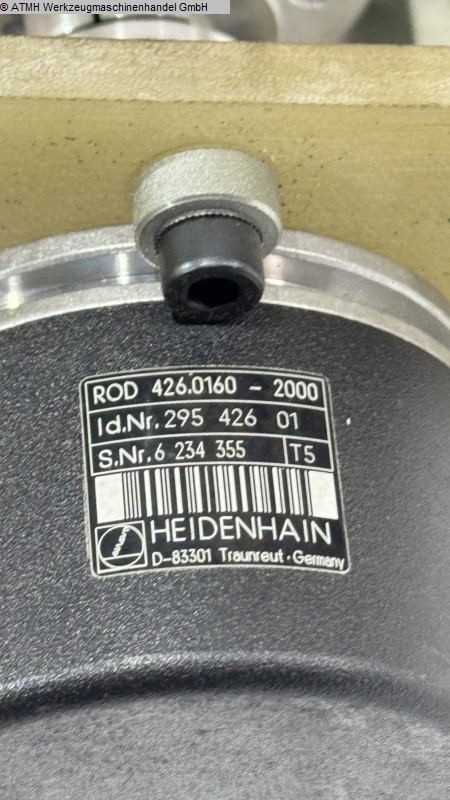 © ATMH Werkzeugmaschinenhandel GmbH
ROD 426.0160 - 2000
Id.Nr. 295 426 01
S.Nr. 6 234 355 T5
HEIDENHAIN
D-83301 Traunreut · Germany